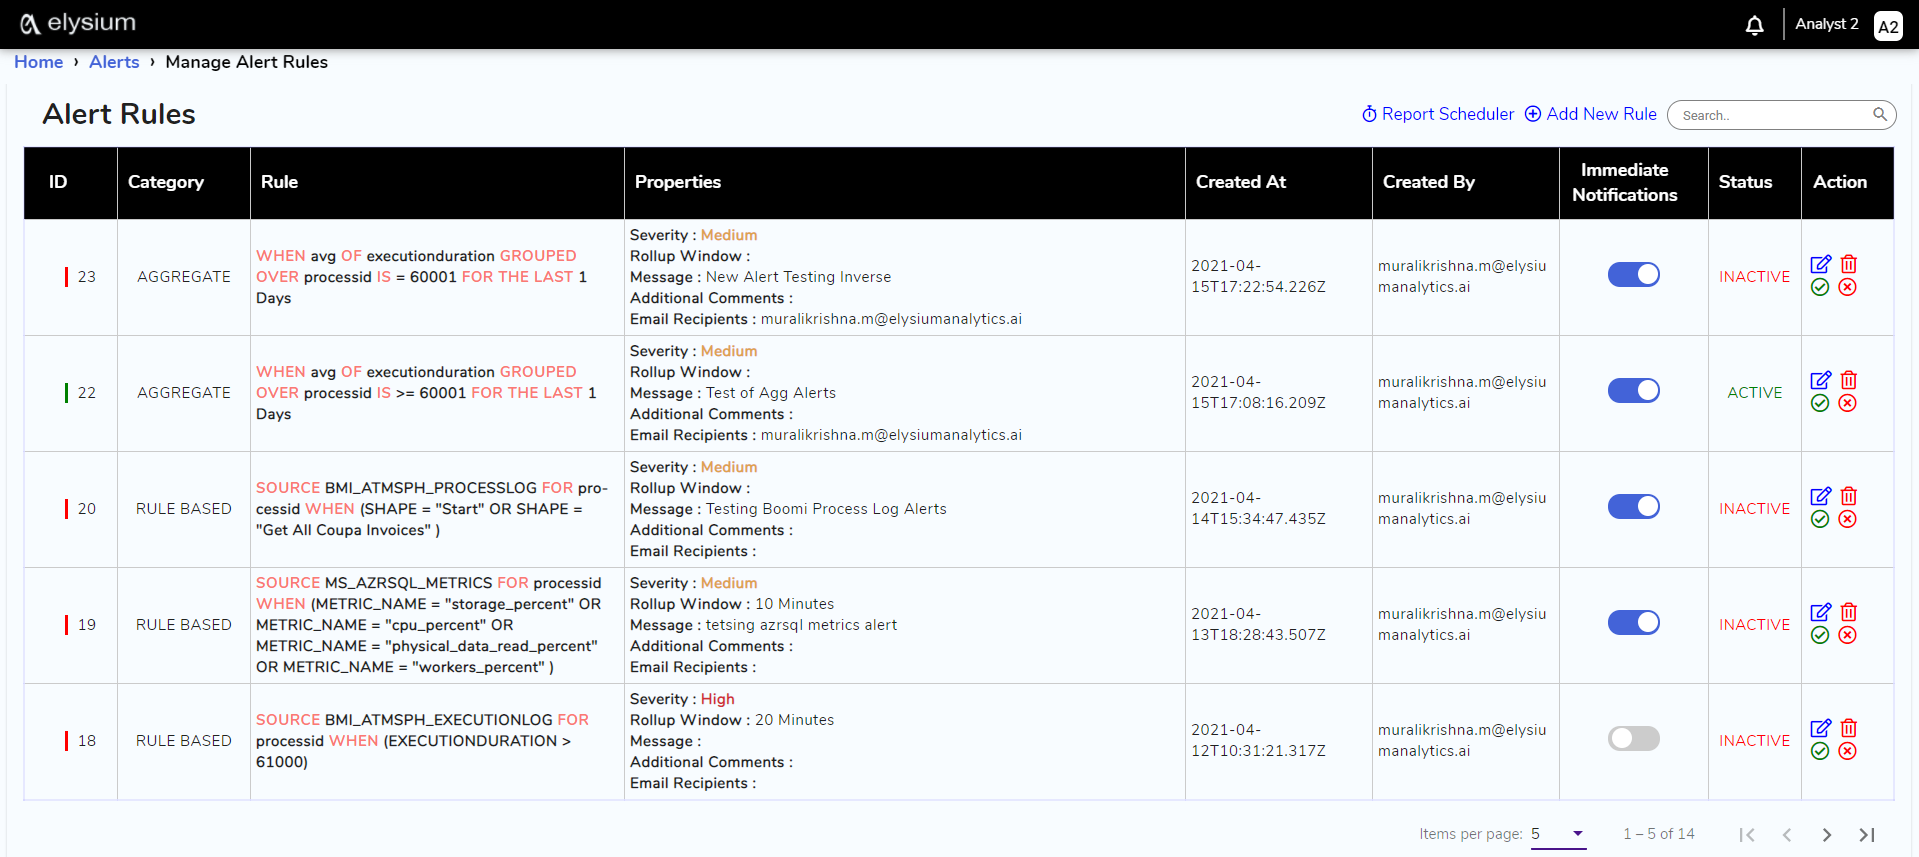 elysium
Analyst 2
A2
Home › Alerts › Manage Alert Rules
Alert Rules
Report Scheduler
Add New Rule
Search..
ID
Category
Rule
Properties
Created At
Created By
Immediate
Notifications
Status
Action
23
AGGREGATE
WHEN avg OF executionduration GROUPED
OVER processid IS = 60001 FOR THE LAST 1
Days
Severity : Medium
Rollup Window :
Message : New Alert Testing Inverse
Additional Comments :
Email Recipients : muralikrishna.m@elysiumanalytics.ai
2021-04-
15T17:22:54.226Z
muralikrishna.m@elysiu
manalytics.ai
INACTIVE
22
AGGREGATE
WHEN avg OF executionduration GROUPED
OVER processid IS >= 60001 FOR THE LAST 1
Days
Severity : Medium
Rollup Window :
Message : Test of Agg Alerts
Additional Comments :
Email Recipients : muralikrishna.m@elysiumanalytics.ai
2021-04-
15T17:08:16.209Z
muralikrishna.m@elysiu
manalytics.ai
ACTIVE
20
RULE BASED
SOURCE BMI_ATMSPH_PROCESSLOG FOR pro-
cessid WHEN (SHAPE = "Start" OR SHAPE =
"Get All Coupa Invoices" )
Severity : Medium
Rollup Window :
Message : Testing Boomi Process Log Alerts
Additional Comments :
Email Recipients :
2021-04-
14T15:34:47.435Z
muralikrishna.m@elysiu
manalytics.ai
INACTIVE
19
RULE BASED
SOURCE MS_AZRSQL_METRICS FOR processid
WHEN (METRIC_NAME = "storage_percent" OR
METRIC_NAME = "cpu_percent" OR
METRIC_NAME = "physical_data_read_percent"
OR METRIC_NAME = "workers_percent" )
Severity : Medium
Rollup Window : 10 Minutes
Message : tetsing azrsql metrics alert
Additional Comments :
Email Recipients :
2021-04-
13T18:28:43.507Z
muralikrishna.m@elysiu
manalytics.ai
INACTIVE
18
RULE BASED
SOURCE BMI_ATMSPH_EXECUTIONLOG FOR
processid WHEN (EXECUTIONDURATION >
61000)
Severity : High
Rollup Window : 20 Minutes
Message :
Additional Comments :
Email Recipients :
2021-04-
12T10:31:21.317Z
muralikrishna.m@elysiu
manalytics.ai
INACTIVE
Items per page: 5
1 – 5 of 14